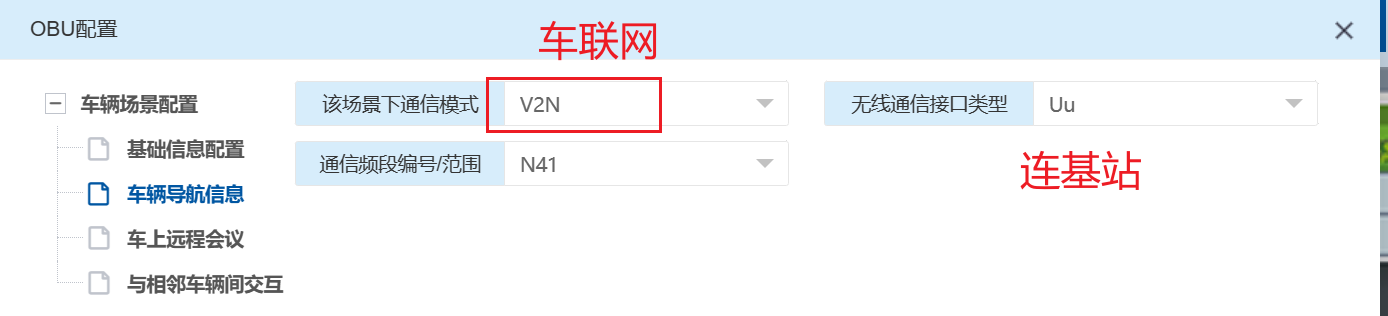 OBU配置
车联网
车辆场景配置
该场景下通信模式 V2N
无线通信接口类型 Uu
基础信息配置
通信频段编号/范围 N41
连基站
车辆导航信息
车上远程会议
与相邻车辆间交互